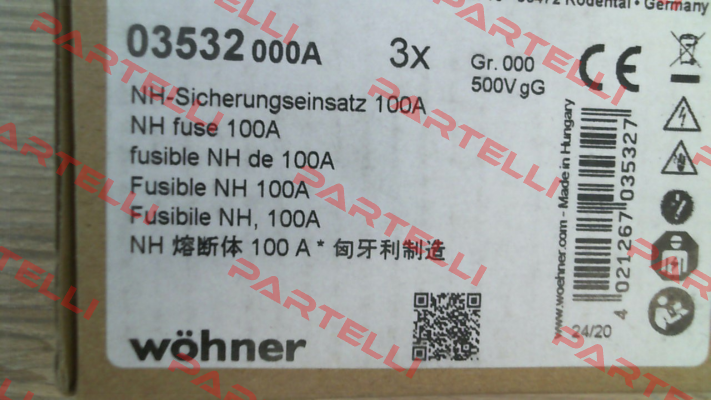 Rödental • Germany
03532 000A
3x
Gr. 000
500V gG
CE
NH-Sicherungseinsatz 100A
NH fuse 100A
fusible NH de 100A
Fusible NH 100A
Fusibile NH, 100A
NH 熔断体 100 A * 匈牙利制造
www.woehner.com – Made in Hungary
4 021267 035327
24/20
wöhner
PARTELLI
PARTELLI
PARTELLI
PARTELLI
PARTELLI
PARTELLI